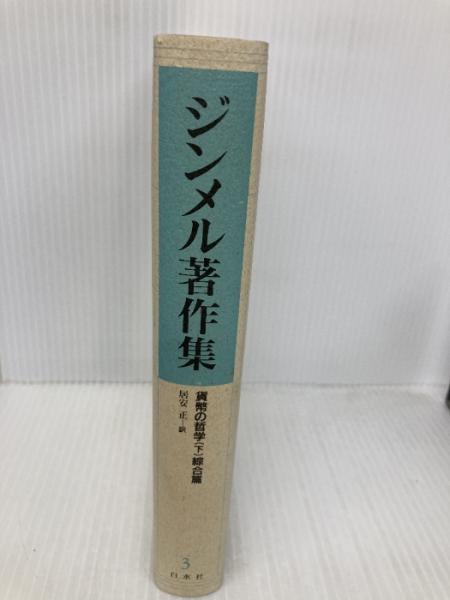 ジンメル著作集
貨幣の哲学(下)綜合篇
居安 正―訳
3
白水社